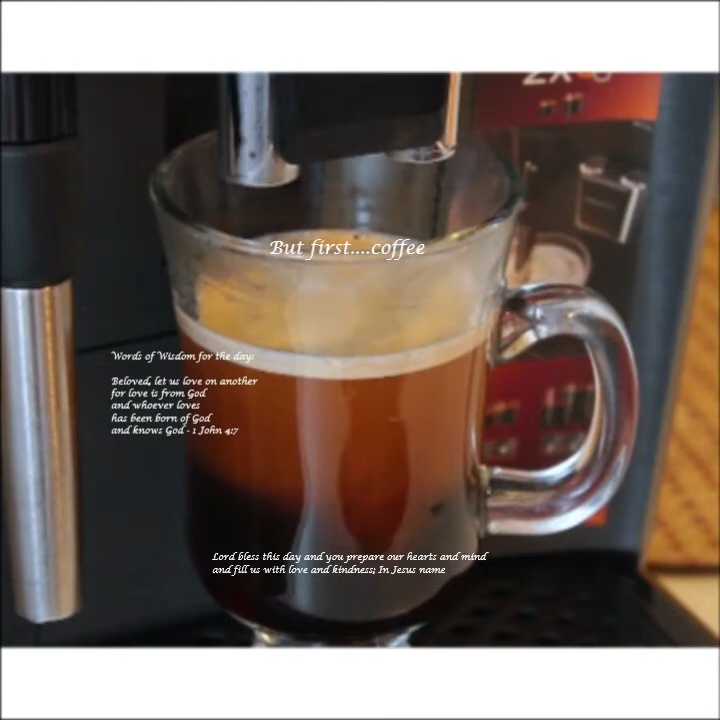 But first....coffee
Words of Wisdom for the day:
Beloved, let us love on another
for love is from God
and whoever loves
has been born of God
and knows God - 1 John 4:7
Lord bless this day and you prepare our hearts and mind
and fill us with love and kindness; In Jesus name